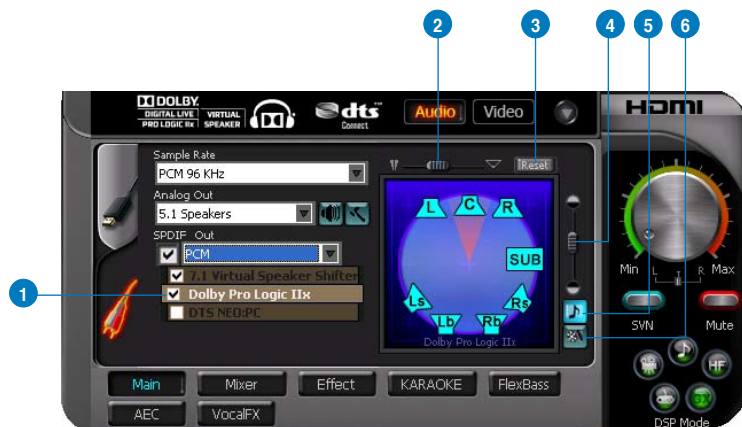 2 3 4 5 6
DOLBY
DIGITAL LIVE
PRO LOGIC IIx
VIRTUAL
SPEAKER
dts
Connect
Audio
Video
HDMI
Sample Rate
PCM 96 KHz
Analog Out
5.1 Speakers
SPDIF Out
PCM
7.1 Virtual Speaker Shifter
1
Dolby Pro Logic IIx
DTS NEO:PC
Reset
L C R
SUB
Ls Rs
Lb Rb
Dolby Pro Logic IIx
Min L T R Max
SVN Mute
HF
GX
DSP Mode
Main Mixer Effect KARAOKE FlexBass
AEC VocalFX